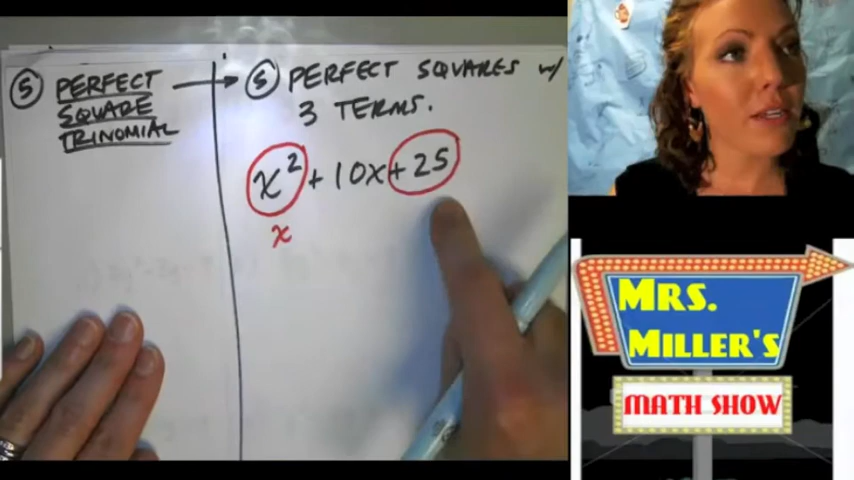 ⑤ PERFECT
SQUARE
TRINOMIAL
⑤ PERFECT SQUARES w/
3 TERMS.
x² + 10x + 25
x
MRS.
MILLER'S
MATH SHOW